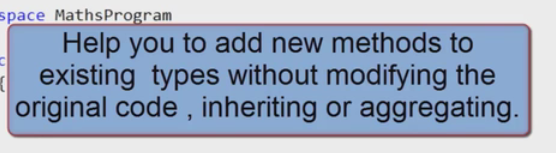 space MathsProgram
Help you to add new methods to
existing types without modifying the
original code , inheriting or aggregating.
{